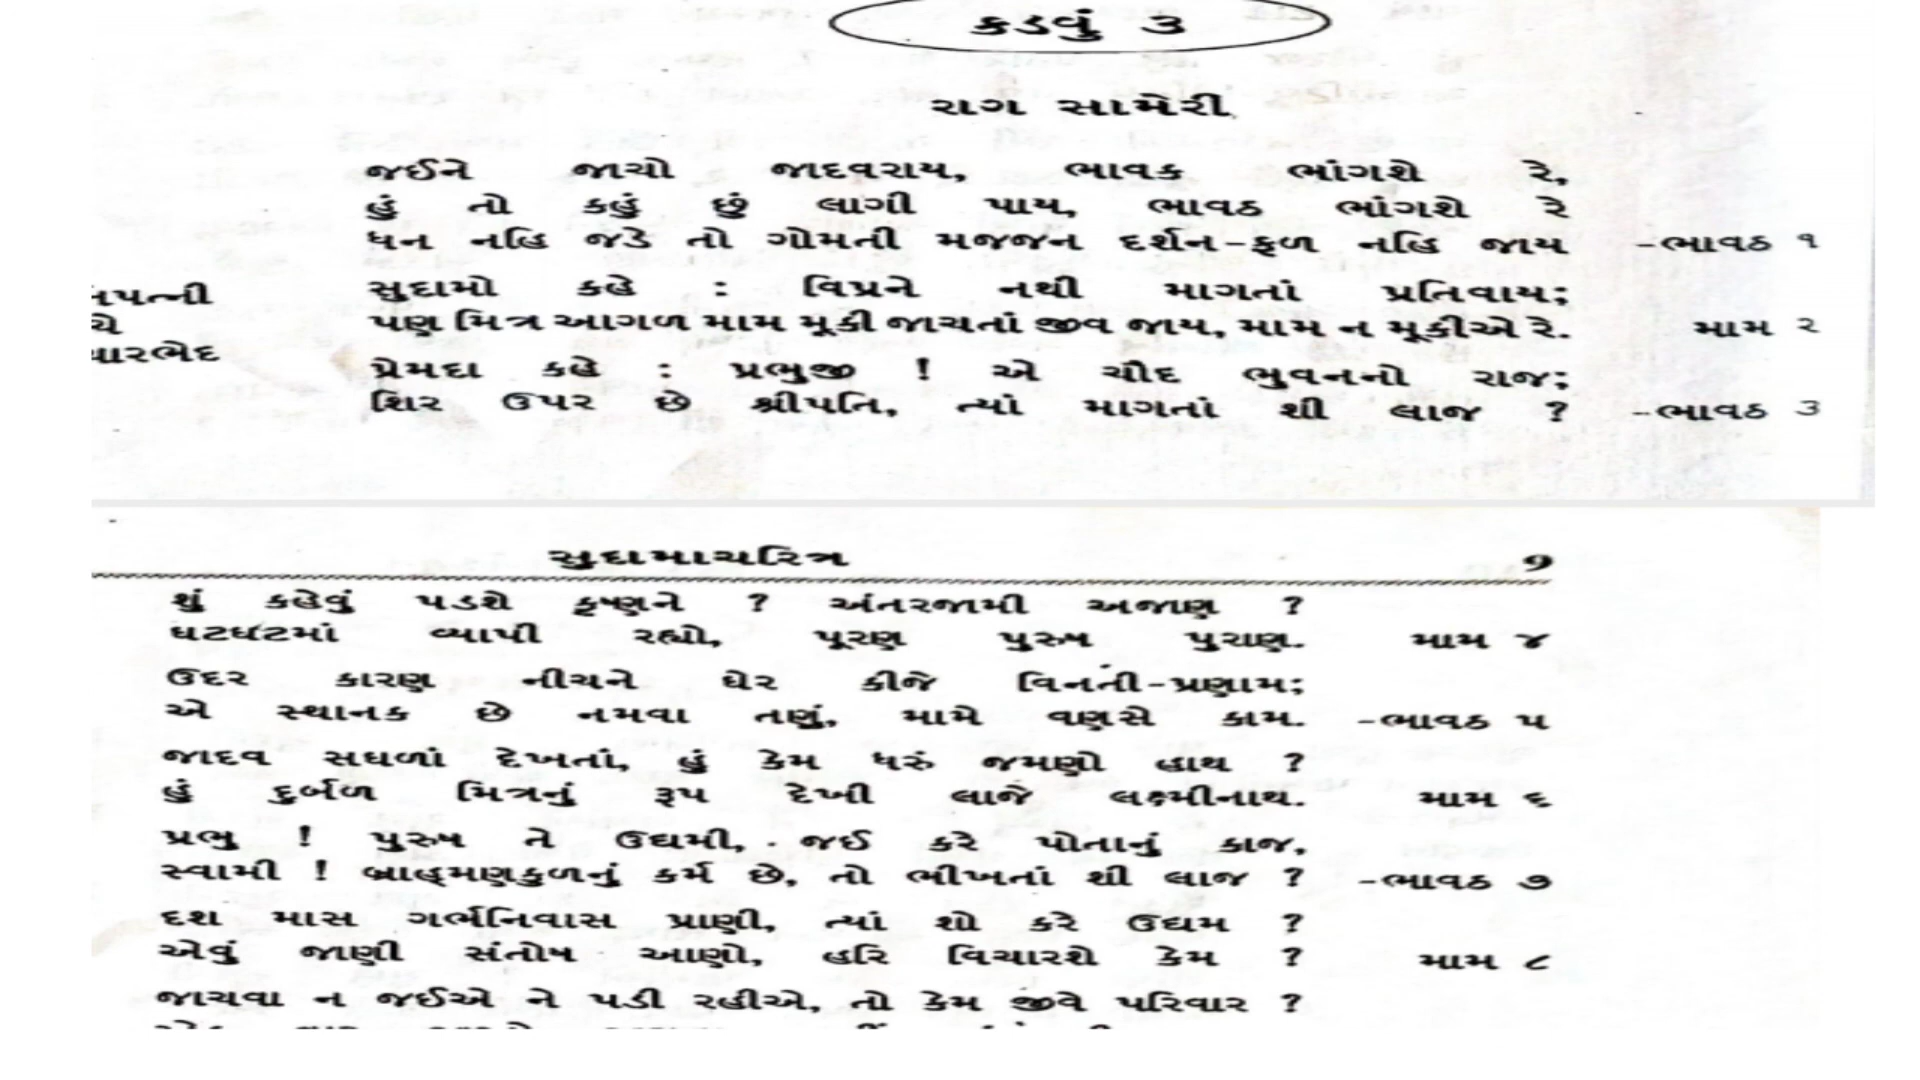 કડવું ૩
રાગ સામેરી
જઈને જાચો જાદવરાય, ભાવક ભાંગશે રે,
હું તો કહું છું લાગી પાય, ભાવઠ ભાંગશે રે
ધન નહિ જડે તો ગોમતી મજજન દર્શન-ફળ નહિ જાય -ભાવઠ ૧
સુદામો કહે : વિપ્રને નથી માગતાં પ્રતિવાય;
પણ મિત્ર આગળ મામ મૂકી જાચતાં જીવ જાય, મામ ન મૂકીએ રે. મામ ૨
પ્રેમદા કહે : પ્રભુજી ! એ ચૌદ ભુવનનો રાજ;
શિર ઉપર છે શ્રીપતિ, ત્યાં માગતાં શી લાજ ? -ભાવઠ ૩
સુદામાચરિત્ર ૭
શું કહેવું પડશે કૃષ્ણને ? અંતરજામી અજાણ ?
ઘટઘટમાં વ્યાપી રહ્યો, પૂરણ પુરુષ પુરાણ. મામ ૪
ઉદર કારણ નીચને ઘેર કીજે વિનતી-પ્રણામ;
એ સ્થાનક છે નમવા તણું, મામે વણસે કામ. -ભાવઠ ૫
જાદવ સઘળાં દેખતાં, હું કેમ ધરું જમણો હાથ ?
હું દુર્બળ મિત્રનું રૂપ દેખી લાજે લક્ષ્મીનાથ. મામ ૬
પ્રભુ ! પુરુષ તે ઉદ્યમી, જઈ કરે પોતાનું કાજ,
સ્વામી ! બ્રાહ્મણકુળનું કર્મ છે, તો ભીખતાં શી લાજ ? -ભાવઠ ૭
દશ માસ ગર્ભનિવાસ પ્રાણી, ત્યાં શો કરે ઉદ્યમ ?
એવું જાણી સંતોષ આણો, હરિ વિચારશે કેમ ? મામ ૮
જાચવા ન જઈએ ને પડી રહીએ, તો કેમ જીવે પરિવાર ?